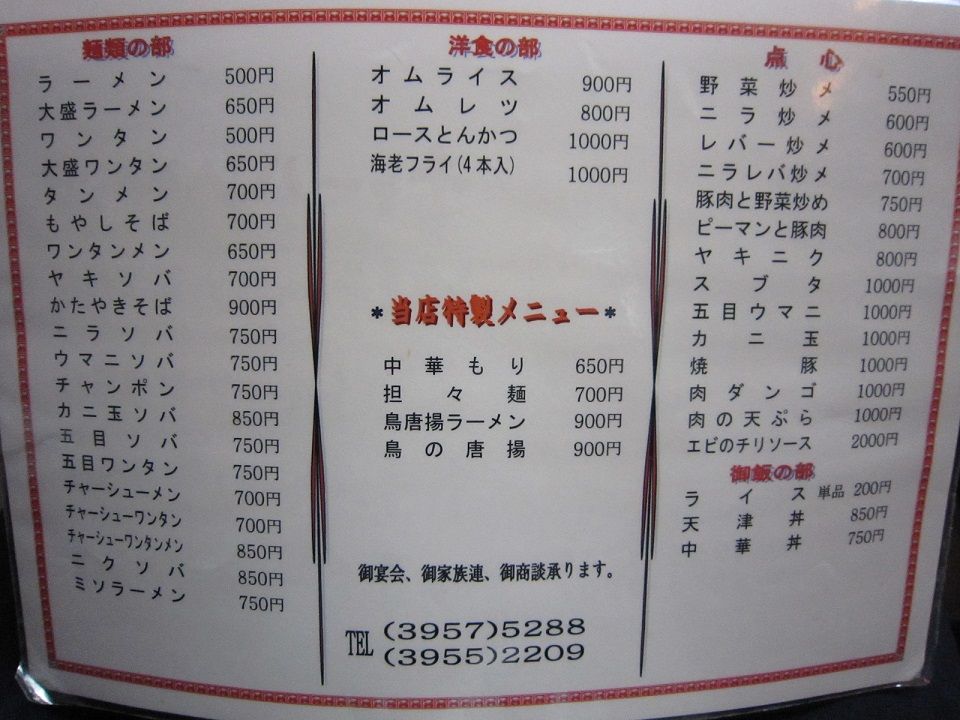 麺類の部
ラーメン 500円
大盛ラーメン 650円
ワンタン 500円
大盛ワンタン 650円
タンメン 700円
もやしそば 700円
ワンタンメン 650円
ヤキソバ 700円
かたやきそば 900円
ニラソバ 750円
ウマニソバ 750円
チャンポン 750円
カニ玉ソバ 850円
五目ソバ 750円
五目ワンタン 750円
チャーシューメン 700円
チャーシューワンタン 700円
チャーシューワンタンメン 850円
ニクソバ 850円
ミソラーメン 750円
洋食の部
オムライス 900円
オムレツ 800円
ロースとんかつ 1000円
海老フライ(4本入) 1000円
*当店特製メニュー*
中華もり 650円
担々麺 700円
鳥唐揚ラーメン 900円
鳥の唐揚 900円
御宴会、御家族連、御商談承ります。
TEL (3957)5288
(3955)2209
点心
野菜炒メ 550円
ニラ炒メ 600円
レバー炒メ 600円
ニラレバ炒メ 700円
豚肉と野菜炒め 750円
ピーマンと豚肉 800円
ヤキニク 800円
スブタ 1000円
五目ウマニ 1000円
カニ玉 1000円
焼豚 1000円
肉ダンゴ 1000円
肉の天ぷら 1000円
エビのチリソース 2000円
御飯の部
ライス 単品 200円
天津丼 850円
中華丼 750円